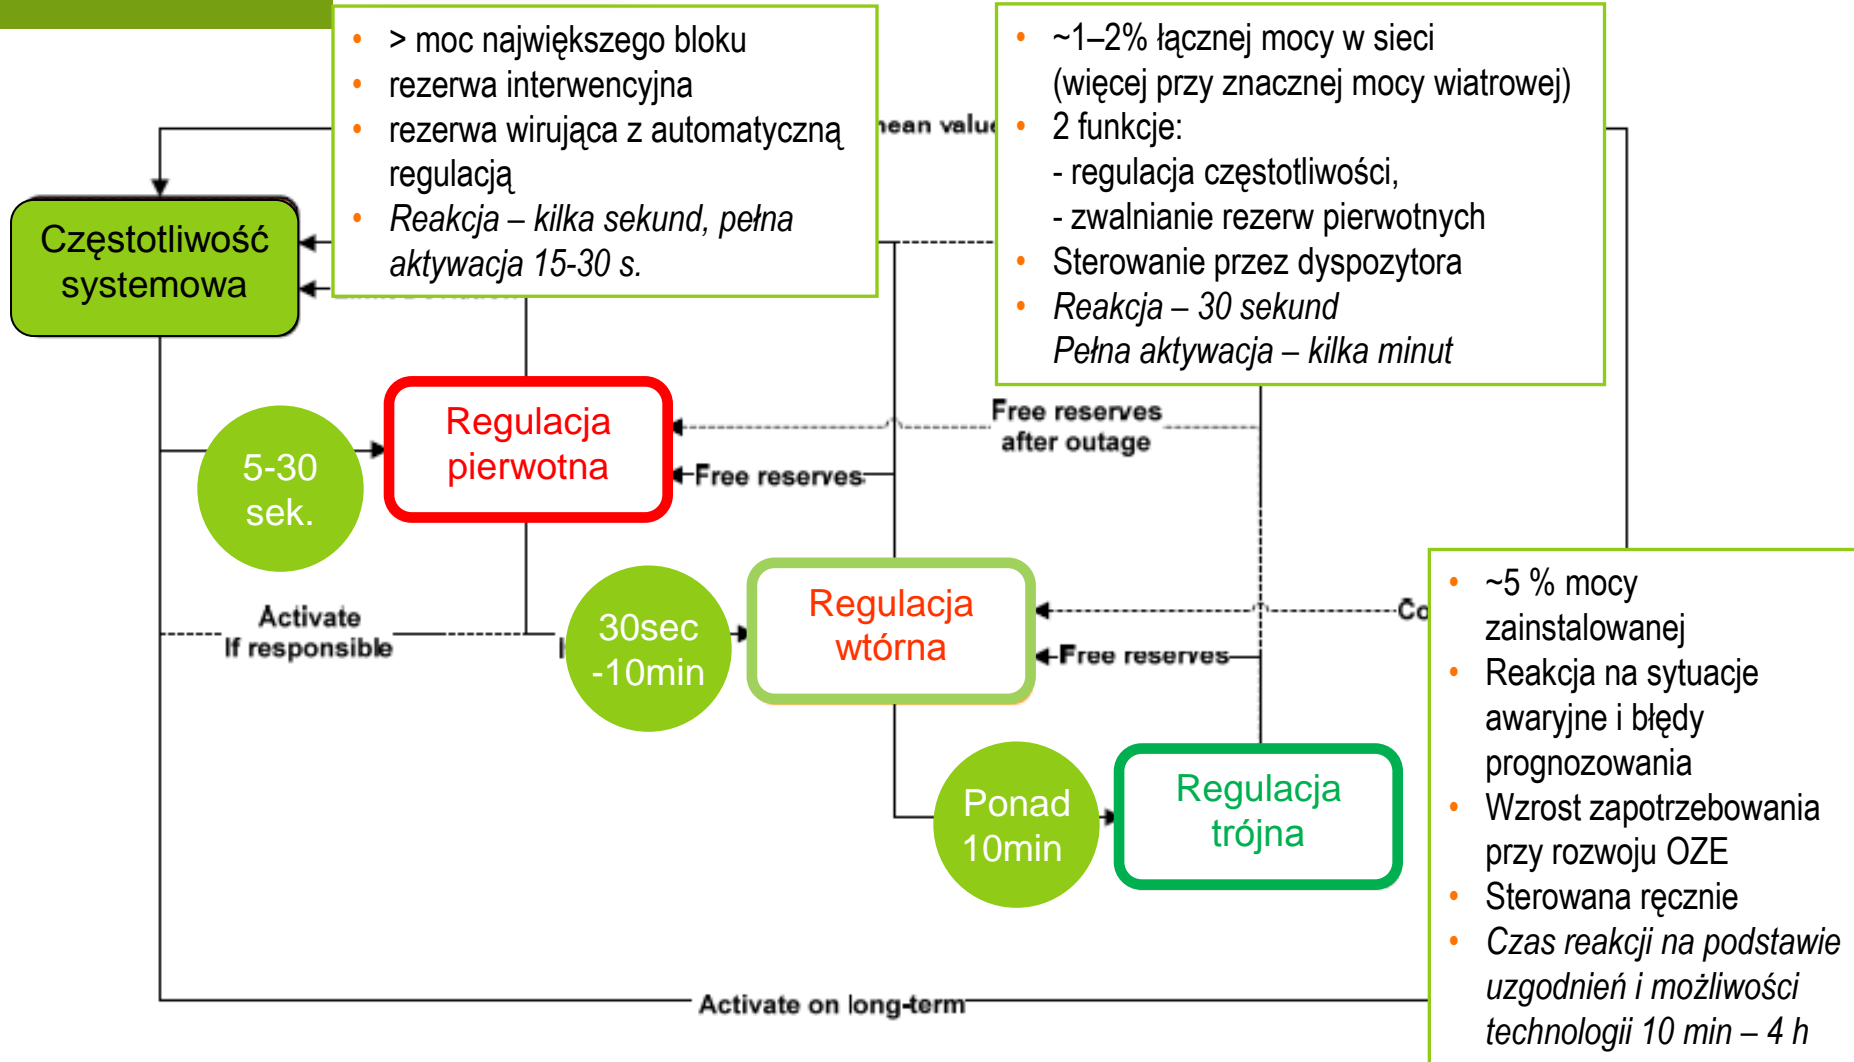 • > moc największego bloku
• rezerwa interwencyjna
• rezerwa wirująca z automatyczną
regulacją
• Reakcja – kilka sekund, pełna
aktywacja 15-30 s.
• ~1–2% łącznej mocy w sieci
(więcej przy znacznej mocy wiatrowej)
• 2 funkcje:
- regulacja częstotliwości,
- zwalnianie rezerw pierwotnych
• Sterowanie przez dyspozytora
• Reakcja – 30 sekund
Pełna aktywacja – kilka minut
Częstotliwość
systemowa
Regulacja
pierwotna
5-30
sek.
Free reserves
after outage
Free reserves
Activate
If responsible
30sec
-10min
Regulacja
wtórna
Free reserves
Ponad
10min
Regulacja
trójna
• ~5 % mocy
zainstalowanej
• Reakcja na sytuacje
awaryjne i błędy
prognozowania
• Wzrost zapotrzebowania
przy rozwoju OZE
• Sterowana ręcznie
• Czas reakcji na podstawie
uzgodnień i możliwości
technologii 10 min – 4 h
Activate on long-term